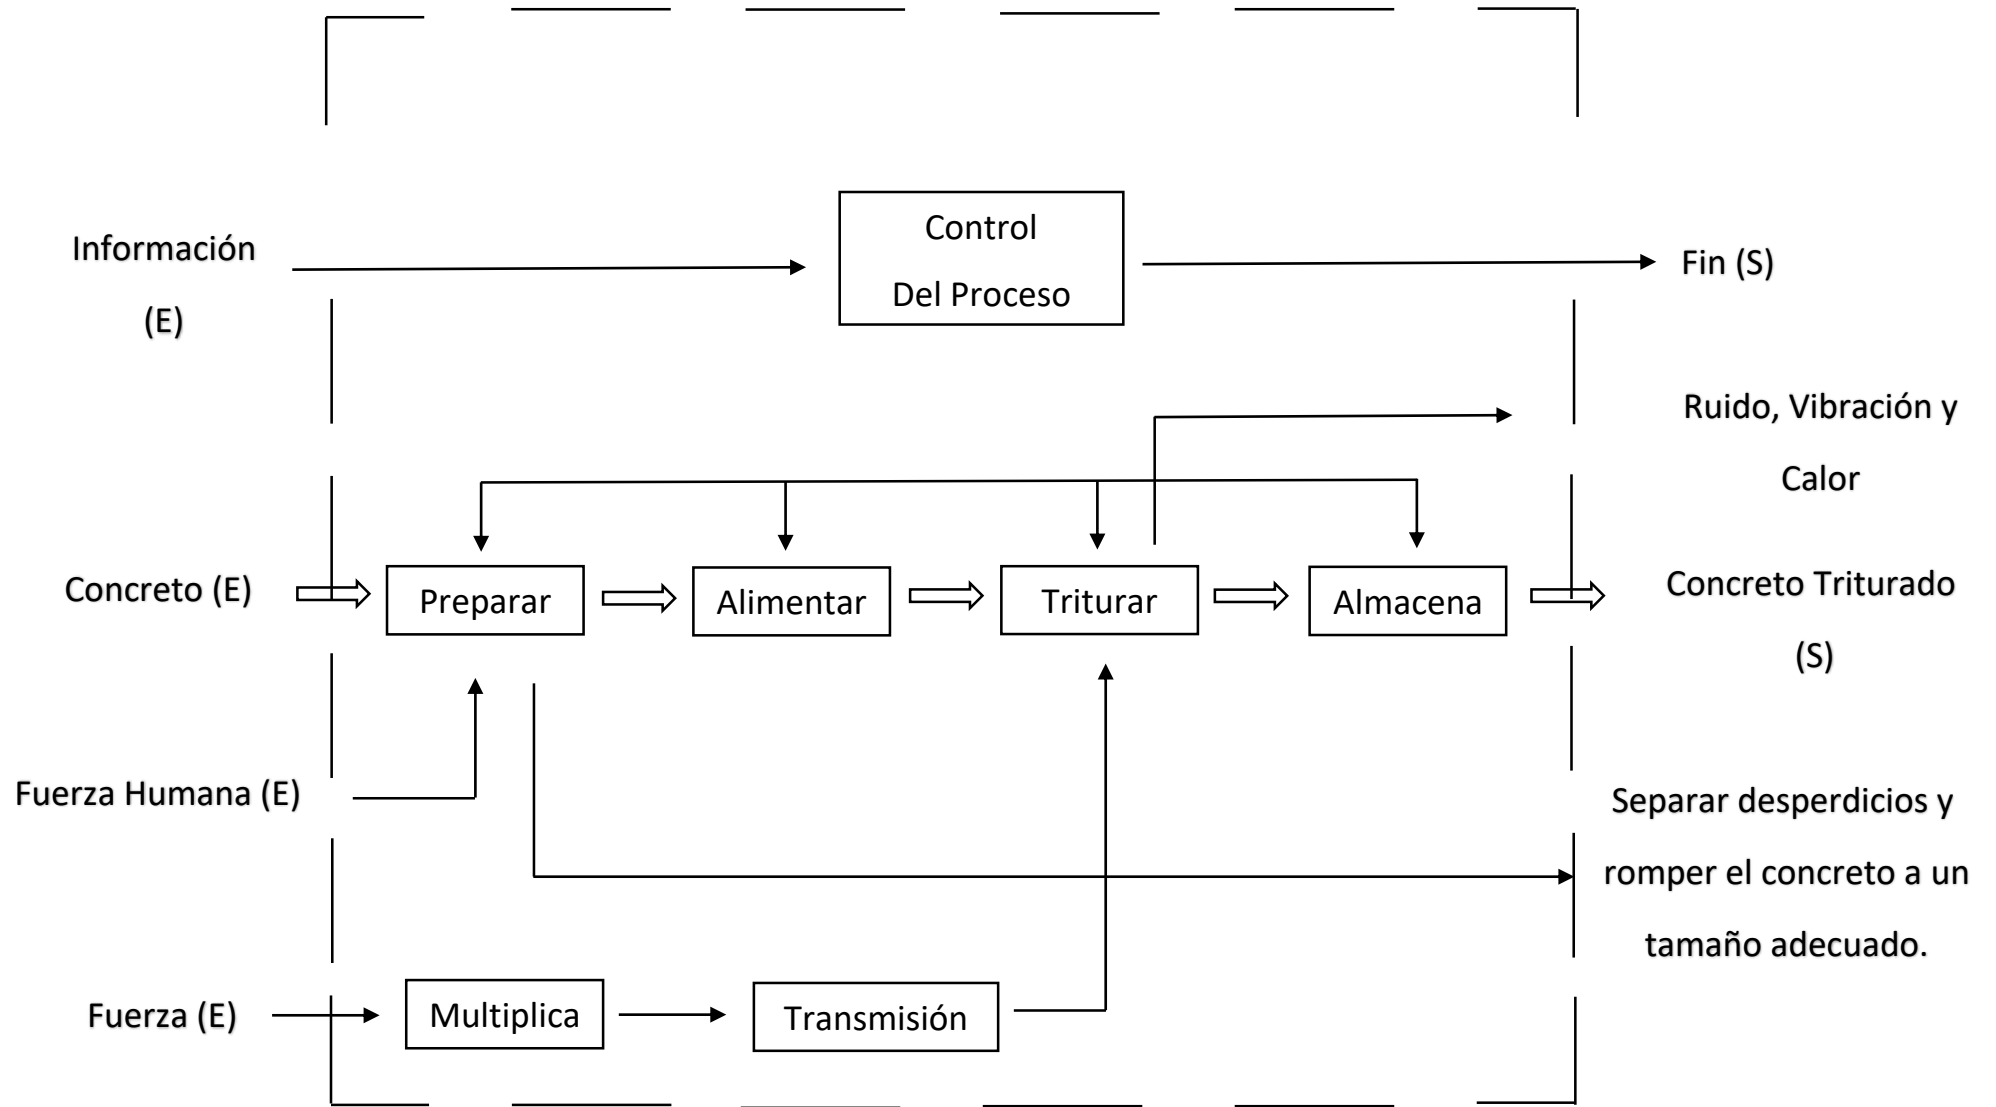 Control
Del Proceso
Información
(E)
Fin (S)
Ruido, Vibración y
Calor
Concreto (E)
Preparar
Alimentar
Triturar
Almacena
Concreto Triturado
(S)
Fuerza Humana (E)
Separar desperdicios y
romper el concreto a un
tamaño adecuado.
Fuerza (E)
Multiplica
Transmisión